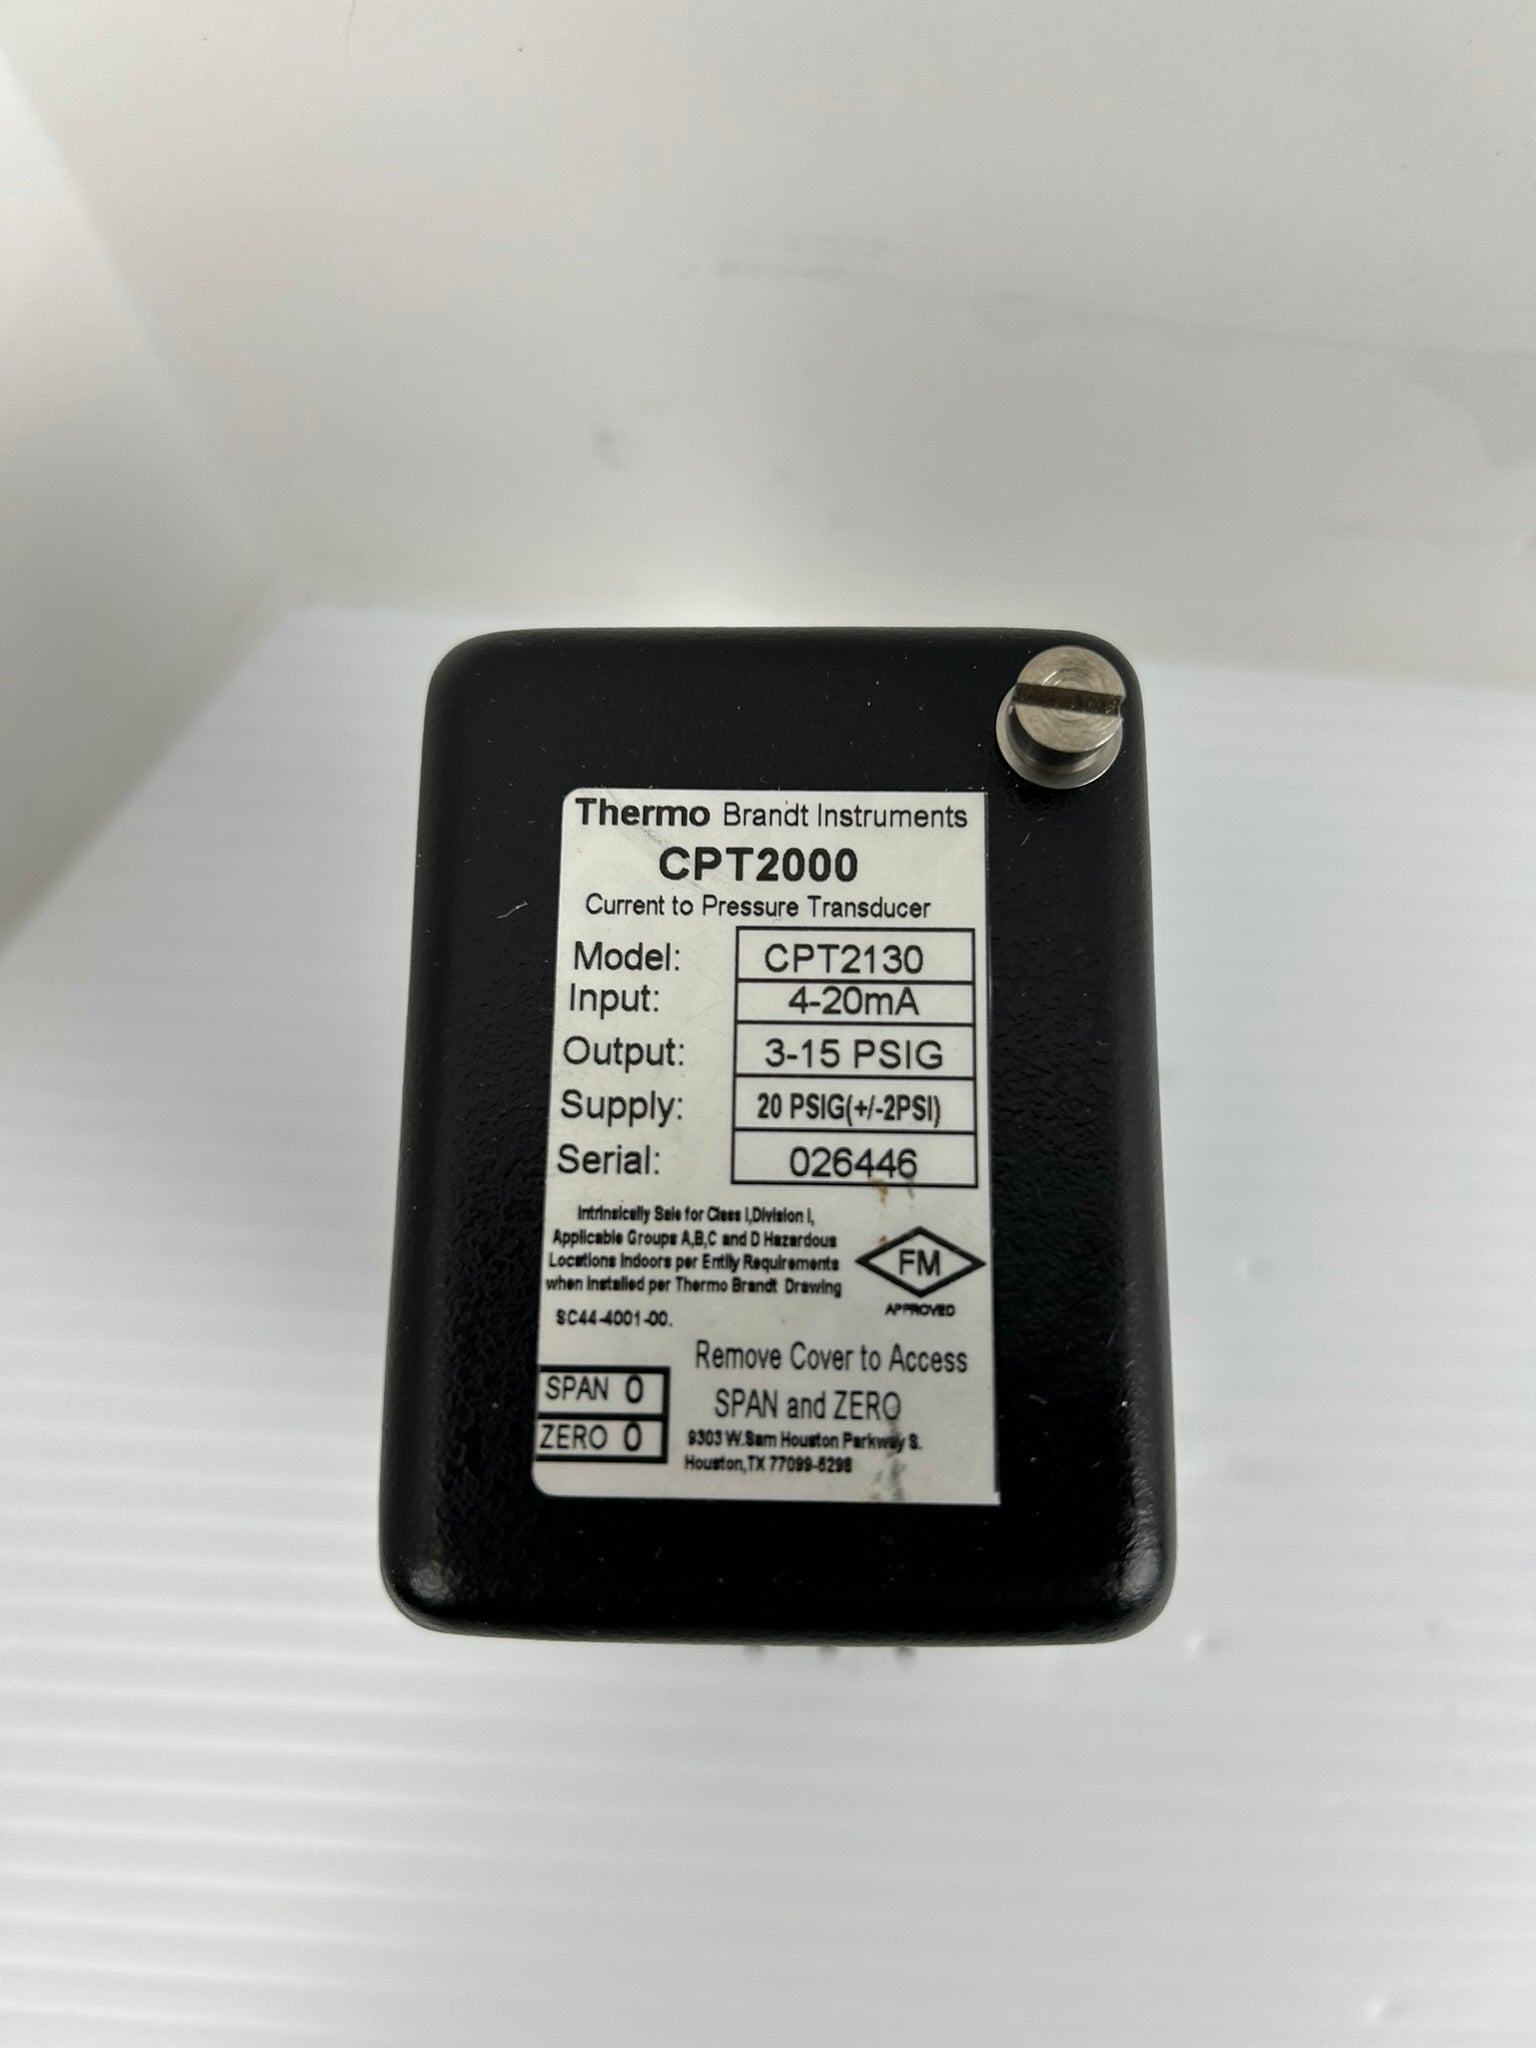 Thermo Brandt Instruments
CPT2000
Current to Pressure Transducer
Model: CPT2130
Input: 4-20mA
Output: 3-15 PSIG
Supply: 20 PSIG(+/-2PSI)
Serial: 026446
Intrinsically Safe for Class I,Division I,
Applicable Groups A,B,C and D Hazardous
Locations Indoors per Entity Requirements
when Installed per Thermo Brandt Drawing
SC44-4001-00.
FM
APPROVED
Remove Cover to Access
SPAN and ZERO
SPAN 0
ZERO 0
9303 W.Sam Houston Parkway S.
Houston,TX 77099-5298